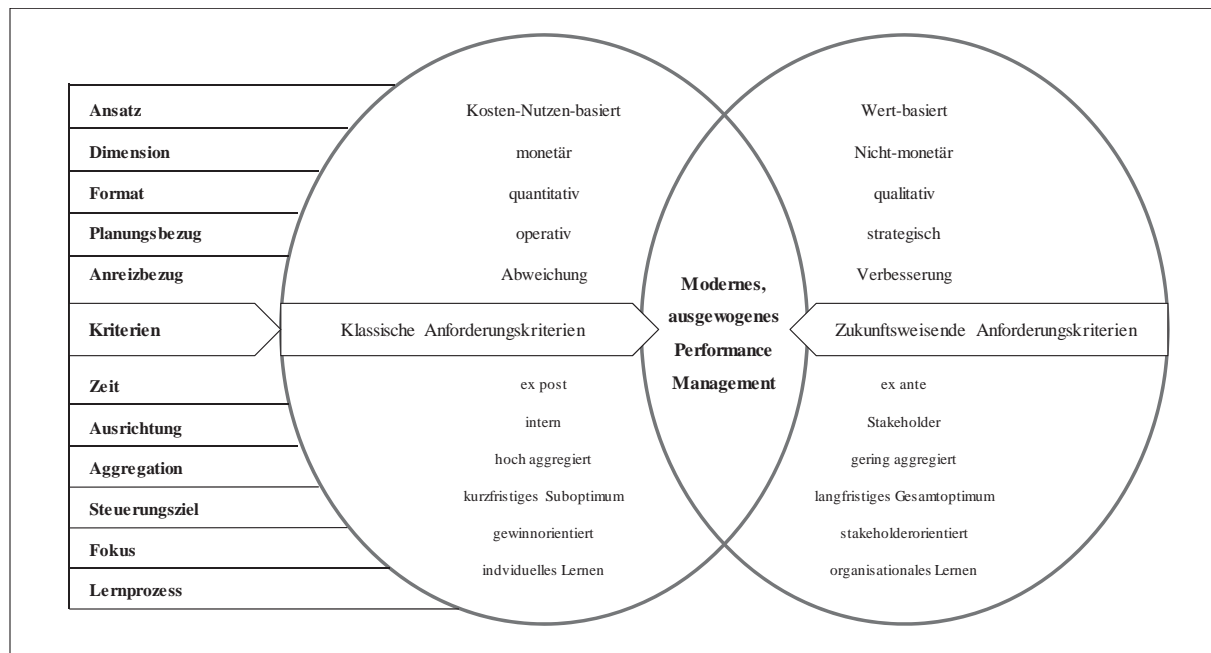 Ansatz Kosten-Nutzen-basiert Wert-basiert
Dimension monetär Nicht-monetär
Format quantitativ qualitativ
Planungsbezug operativ strategisch
Anreizbezug Abweichung Verbesserung
Modernes,
ausgewogenes
Performance
Management
Kriterien Klassische Anforderungskriterien Zukunftsweisende Anforderungskriterien
Zeit ex post ex ante
Ausrichtung intern Stakeholder
Aggregation hoch aggregiert gering aggregiert
Steuerungsziel kurzfristiges Suboptimum langfristiges Gesamtoptimum
Fokus gewinnorientiert stakeholderorientiert
Lernprozess indviduelles Lernen organisationales Lernen